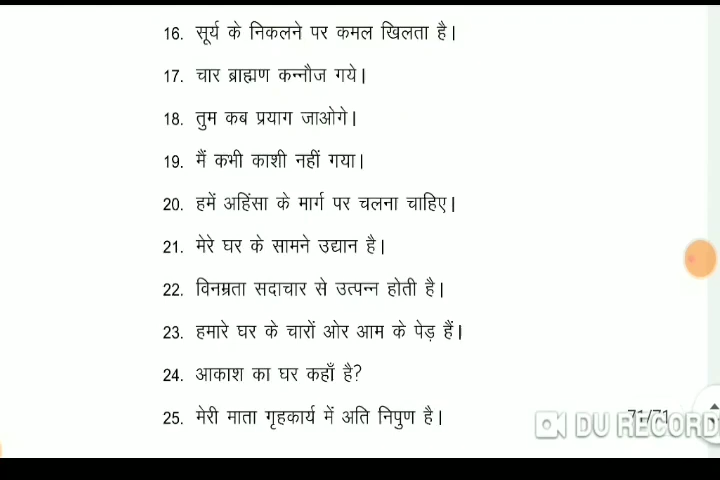 16. सूर्य के निकलने पर कमल खिलता है।
17. चार ब्राह्मण कन्नौज गये।
18. तुम कब प्रयाग जाओगे।
19. मैं कभी काशी नहीं गया।
20. हमें अहिंसा के मार्ग पर चलना चाहिए।
21. मेरे घर के सामने उद्यान है।
22. विनम्रता सदाचार से उत्पन्न होती है।
23. हमारे घर के चारों ओर आम के पेड़ हैं।
24. आकाश का घर कहाँ है?
25. मेरी माता गृहकार्य में अति निपुण है।
71/71
DU RECORD